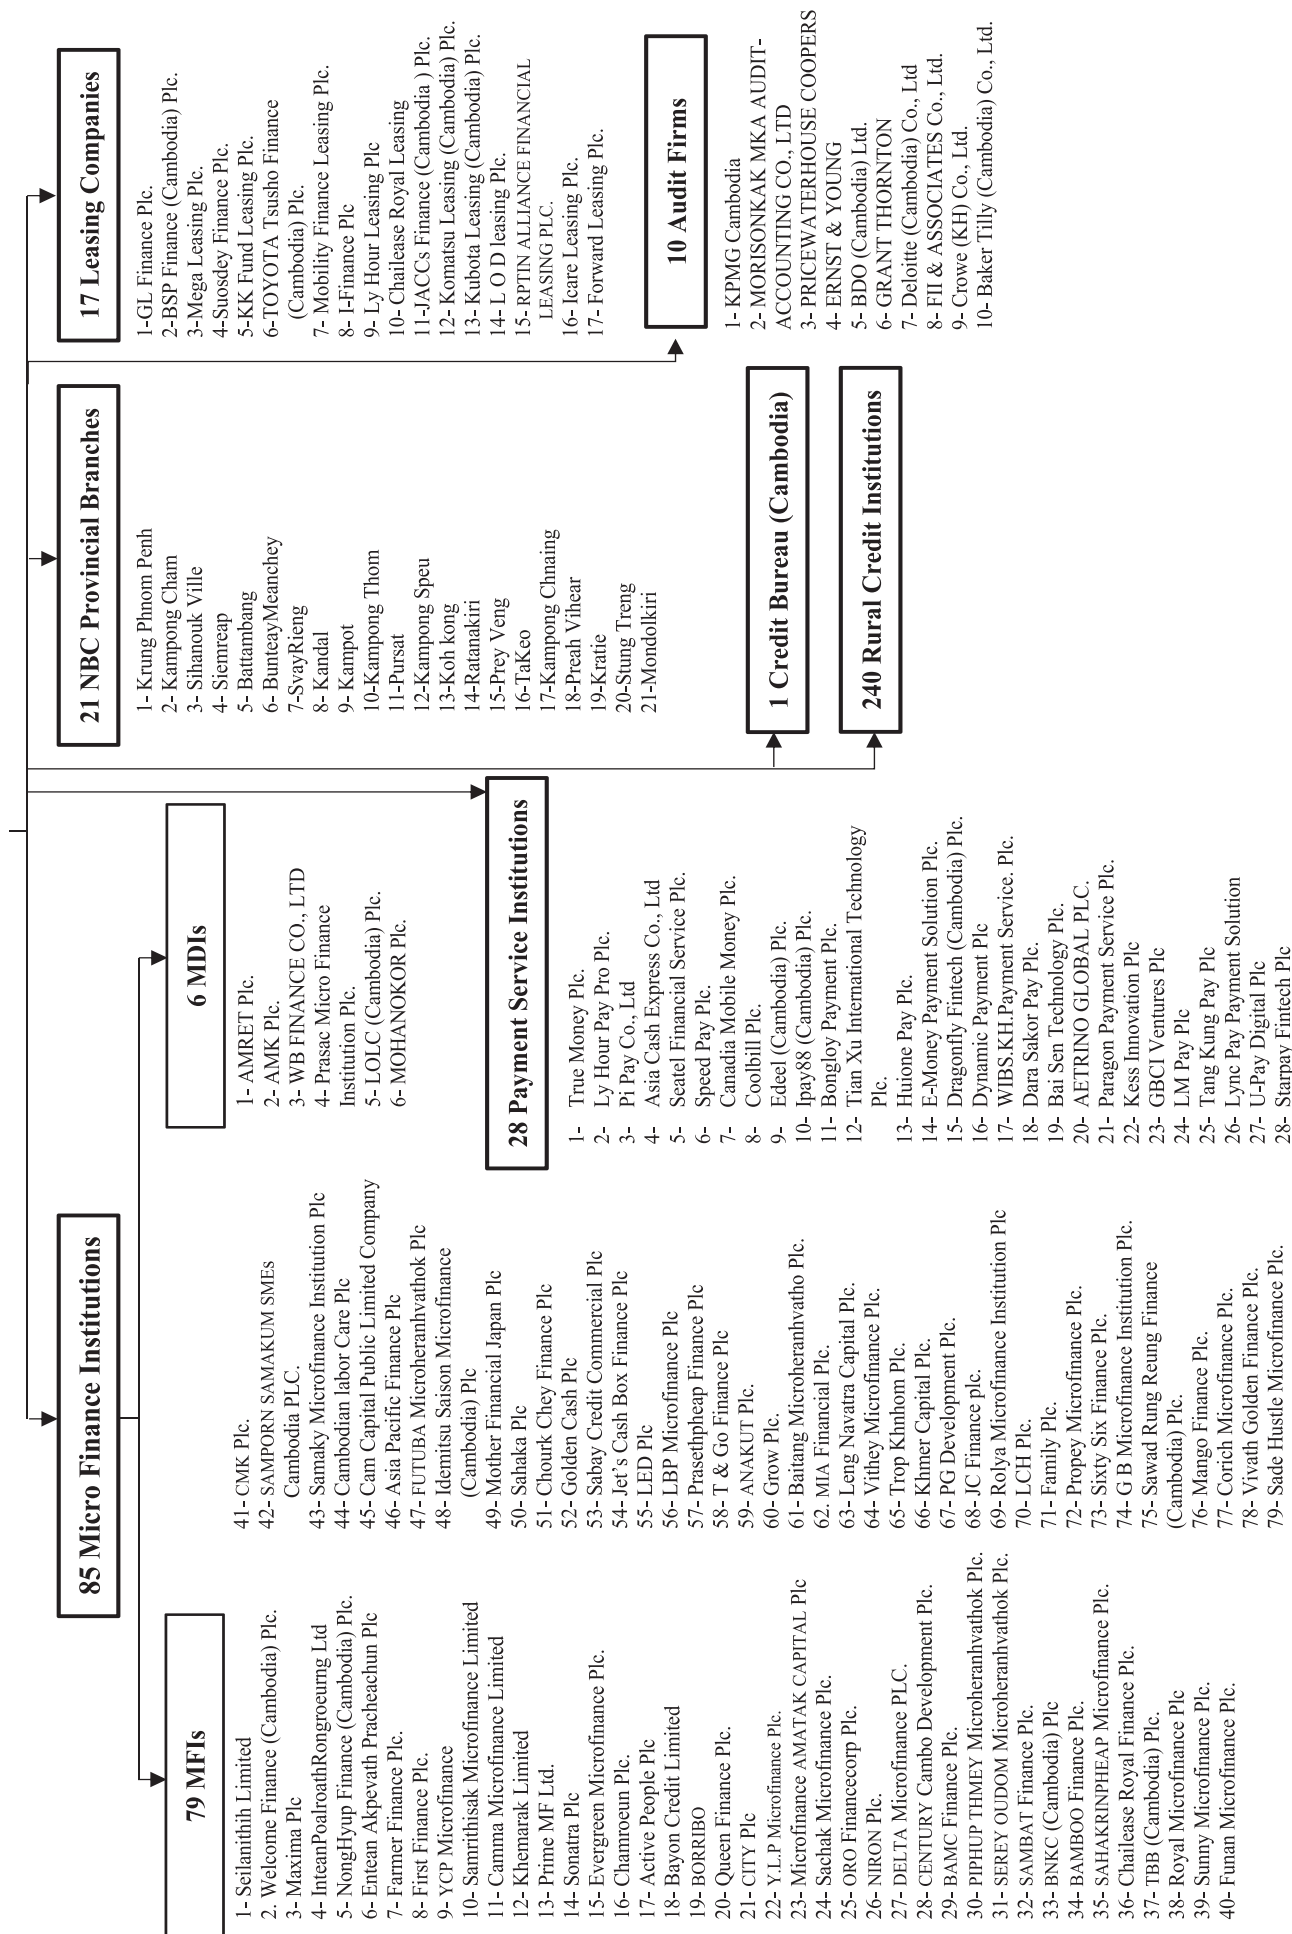 85 Micro Finance Institutions
79 MFIs
1- Seilanithih Limited
2. Welcome Finance (Cambodia) Plc.
3- Maxima Plc
4- InteanPoalroathRongroeurng Ltd
5- NongHyup Finance (Cambodia) Plc.
6- Entean Akpevath Pracheachun Plc
7- Farmer Finance Plc.
8- First Finance Plc.
9- YCP Microfinance
10- Samrithisak Microfinance Limited
11- Camma Microfinance Limited
12- Khemarak Limited
13- Prime MF Ltd.
14- Sonatra Plc
15- Evergreen Microfinance Plc.
16- Chamroeun Plc.
17- Active People Plc
18- Bayon Credit Limited
19- BORRIBO
20- Queen Finance Plc.
21- CITY Plc
22- Y.L.P Microfinance Plc.
23- Microfinance AMATAK CAPITAL Plc
24- Sachak Microfinance Plc.
25- ORO Financecorp Plc.
26- NIRON Plc.
27- DELTA Microfinance PLC.
28- CENTURY Cambo Development Plc.
29- BAMC Finance Plc.
30- PIPHUP THMEY Microheranhvathok Plc.
31- SEREY OUDOM Microheranhvathok Plc.
32- SAMBAT Finance Plc.
33- BNKC (Cambodia) Plc
34- BAMBOO Finance Plc.
35- SAHAKRINPHEAP Microfinance Plc.
36- Chailease Royal Finance Plc.
37- TBB (Cambodia) Plc.
38- Royal Microfinance Plc
39- Sunny Microfinance Plc.
40- Funan Microfinance Plc.
41- CMK Plc.
42- SAMPORN SAMAKUM SMEs
Cambodia PLC.
43- Samaky Microfinance Institution Plc
44- Cambodian labor Care Plc
45- Cam Capital Public Limited Company
46- Asia Pacific Finance Plc
47- FUTUBA Microheranhvathok Plc
48- Idemitsu Saison Microfinance
(Cambodia) Plc
49- Mother Financial Japan Plc
50- Sahaka Plc
51- Chourk Chey Finance Plc
52- Golden Cash Plc
53- Sabay Credit Commercial Plc
54- Jet's Cash Box Finance Plc
55- LED Plc
56- LBP Microfinance Plc
57- Prasethpheap Finance Plc
58- T & Go Finance Plc
59- ANAKUT Plc.
60- Grow Plc.
61- Baitang Microheranhvatho Plc.
62. MIA Financial Plc.
63- Leng Navatra Capital Plc.
64- Vithey Microfinance Plc.
65- Trop Khnhom Plc.
66- Khmer Capital Plc.
67- PG Development Plc.
68- JC Finance plc.
69- Rolya Microfinance Institution Plc
70- LCH Plc.
71- Family Plc.
72- Propey Microfinance Plc.
73- Sixty Six Finance Plc.
74- G B Microfinance Institution Plc.
75- Sawad Rung Reung Finance
(Cambodia) Plc.
76- Mango Finance Plc.
77- Corich Microfinance Plc.
78- Vivath Golden Finance Plc.
79- Sade Hustle Microfinance Plc.
6 MDIs
1- AMRET Plc.
2- AMK Plc.
3- WB FINANCE CO., LTD
4- Prasac Micro Finance
Institution Plc.
5- LOLC (Cambodia) Plc.
6- MOHANOKOR Plc.
28 Payment Service Institutions
1- True Money Plc.
2- Ly Hour Pay Pro Plc.
3- Pi Pay Co., Ltd
4- Asia Cash Express Co., Ltd
5- Seatel Financial Service Plc.
6- Speed Pay Plc.
7- Canadia Mobile Money Plc.
8- Coolbill Plc.
9- Edeel (Cambodia) Plc.
10- Ipay88 (Cambodia) Plc.
11- Bongloy Payment Plc.
12- Tian Xu International Technology
Plc.
13- Huione Pay Plc.
14- E-Money Payment Solution Plc.
15- Dragonfly Fintech (Cambodia) Plc.
16- Dynamic Payment Plc
17- WIBS.KH.Payment Service. Plc.
18- Dara Sakor Pay Plc.
19- Bai Sen Technology Plc.
20- AETRINO GLOBAL PLC.
21- Paragon Payment Service Plc.
22- Kess Innovation Plc
23- GBCI Ventures Plc
24- LM Pay Plc
25- Tang Kung Pay Plc
26- Lync Pay Payment Solution
27- U-Pay Digital Plc
28- Starpay Fintech Plc
21 NBC Provincial Branches
1- Krung Phnom Penh
2- Kampong Cham
3- Sihanouk Ville
4- Siemreap
5- Battambang
6- BunteayMeanchey
7-SvayRieng
8- Kandal
9- Kampot
10-Kampong Thom
11-Pursat
12-Kampong Speu
13-Koh kong
14-Ratanakiri
15-Prey Veng
16-TaKeo
17-Kampong Chnaing
18-Preah Vihear
19-Kratie
20-Stung Treng
21-Mondolkiri
1 Credit Bureau (Cambodia)
240 Rural Credit Institutions
17 Leasing Companies
1-GL Finance Plc.
2-BSP Finance (Cambodia) Plc.
3-Mega Leasing Plc.
4-Suosdey Finance Plc.
5-KK Fund Leasing Plc.
6-TOYOTA Tsusho Finance
(Cambodia) Plc.
7- Mobility Finance Leasing Plc.
8- I-Finance Plc
9- Ly Hour Leasing Plc
10- Chailease Royal Leasing
11-JACCs Finance (Cambodia ) Plc.
12- Komatsu Leasing (Cambodia) Plc.
13- Kubota Leasing (Cambodia) Plc.
14- L O D leasing Plc.
15- RPTIN ALLIANCE FINANCIAL
LEASING PLC.
16- Icare Leasing Plc.
17- Forward Leasing Plc.
10 Audit Firms
1- KPMG Cambodia
2- MORISONKAK MKA AUDIT-
ACCOUNTING CO., LTD
3- PRICEWATERHOUSE COOPERS
4- ERNST & YOUNG
5- BDO (Cambodia) Ltd.
6- GRANT THORNTON
7- Deloitte (Cambodia) Co., Ltd
8- FII & ASSOCIATES Co., Ltd.
9- Crowe (KH) Co., Ltd.
10- Baker Tilly (Cambodia) Co., Ltd.